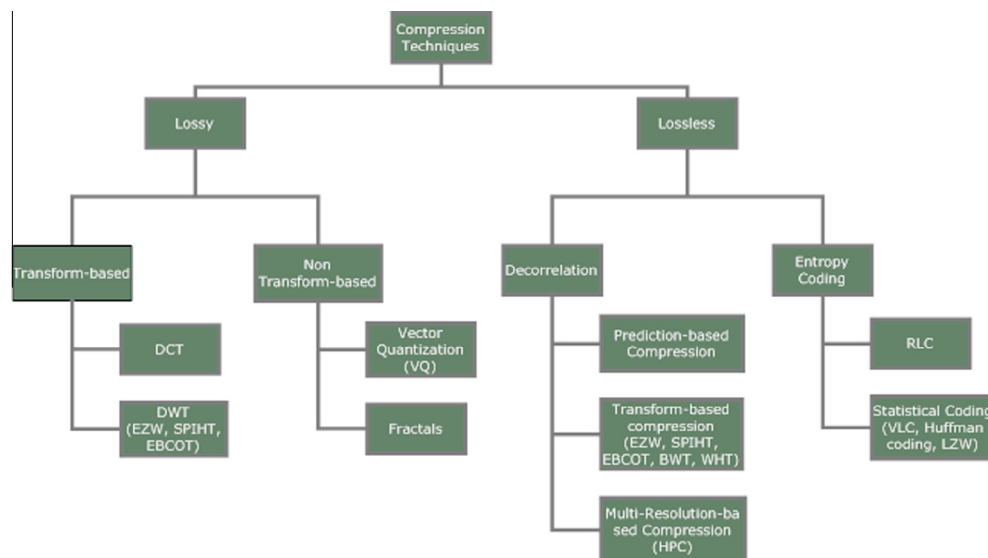 Compression
Techniques
Lossy
Lossless
Transform-based
Non
Transform-based
Decorrelation
Entropy
Coding
DCT
Vector
Quantization
(VQ)
Prediction-based
Compression
RLC
DWT
(EZW, SPIHT,
EBCOT)
Fractals
Transform-based
compression
(EZW, SPIHT,
EBCOT, BWT, WHT)
Statistical Coding
(VLC, Huffman
coding, LZW)
Multi-Resolution-ba
sed Compression
(HPC)